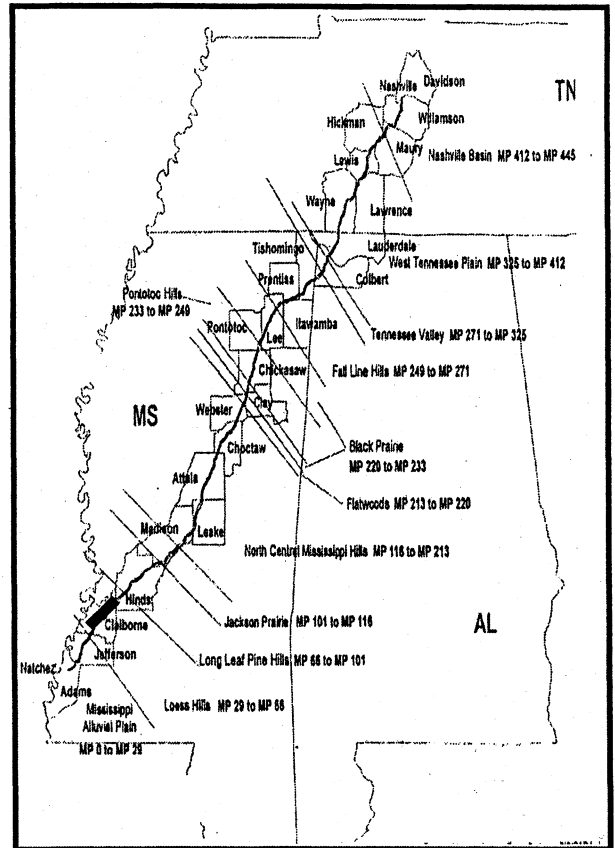 Davidson
Nashville
TN
Williamson
Hickman
Maury
Nashville Basin MP 412 to MP 445
Lewis
Wayne
Lawrence
Lauderdale
Tishomingo
West Tennessee Plain MP 325 to MP 412
Colbert
Prentiss
Pontotoc Hills
MP 233 to MP 249
Itawamba
Pontotoc
Lee
Tennessee Valley MP 271 to MP 325
Chickasaw
Fall Line Hills MP 249 to MP 271
MS
Webster
Clay
Choctaw
Black Prairie
MP 220 to MP 233
Attala
Flatwoods MP 213 to MP 220
Madison
Leake
North Central Mississippi Hills MP 116 to MP 213
Hinds
Claiborne
Jackson Prairie MP 101 to MP 116
AL
Jefferson
Long Leaf Pine Hills MP 66 to MP 101
Natchez
Adams
Mississippi
Alluvial Plain
MP 0 to MP 29
Loess Hills MP 29 to MP 66